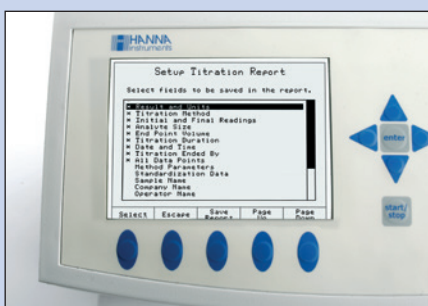 HANNA
instruments
Setup Titration Report
Select fields to be saved in the report.
* Result and Units
* Titration Method
* Initial and Final Readings
* Analyte Size
* End Point Volume
* Titration Duration
* Date and Time
* Titration Ended By
* All Data Points
Method Parameters
Standardization Data
Sample Name
Company Name
Operator Name
Select Escape Save Report Page Up Page Down
enter
start/
stop